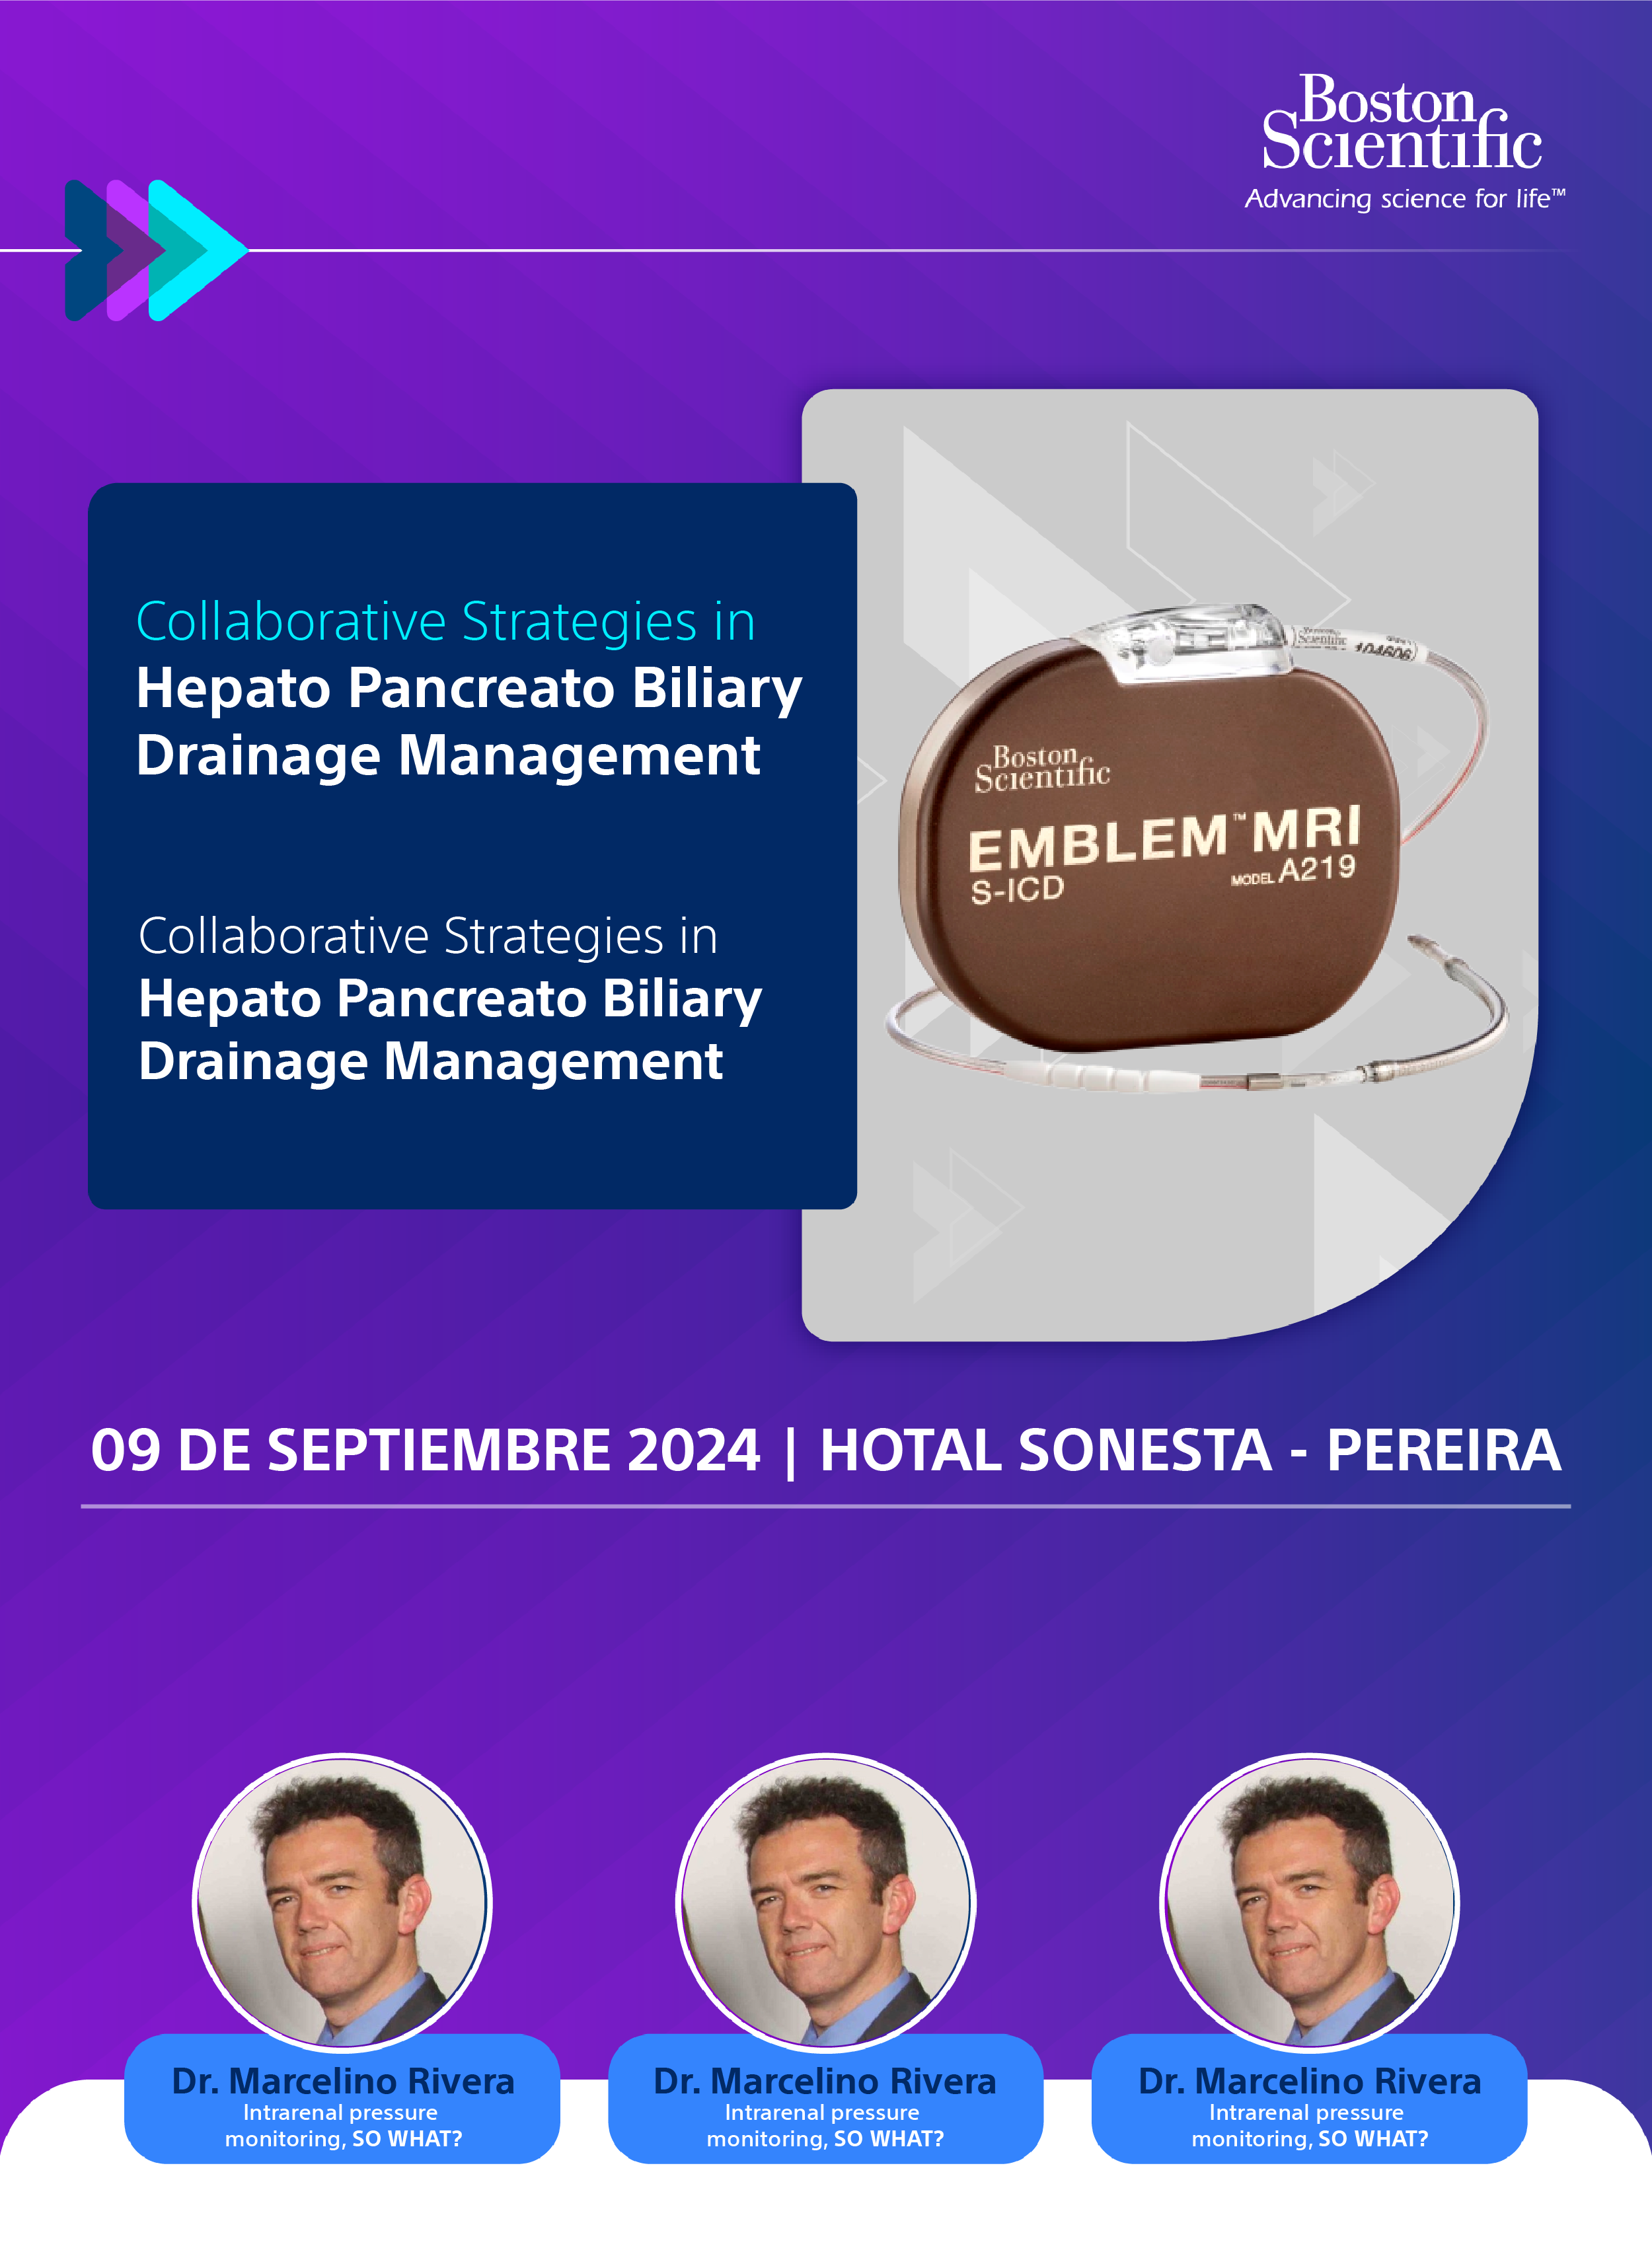 Boston
Scientific
Advancing science for life™
Collaborative Strategies in
Hepato Pancreato Biliary
Drainage Management
Collaborative Strategies in
Hepato Pancreato Biliary
Drainage Management
Scientific
104606
Boston
Scientific
EMBLEM™ MRI
S-ICD
MODEL A219
09 DE SEPTIEMBRE 2024 | HOTAL SONESTA - PEREIRA
Dr. Marcelino Rivera
Intrarenal pressure
monitoring, SO WHAT?
Dr. Marcelino Rivera
Intrarenal pressure
monitoring, SO WHAT?
Dr. Marcelino Rivera
Intrarenal pressure
monitoring, SO WHAT?